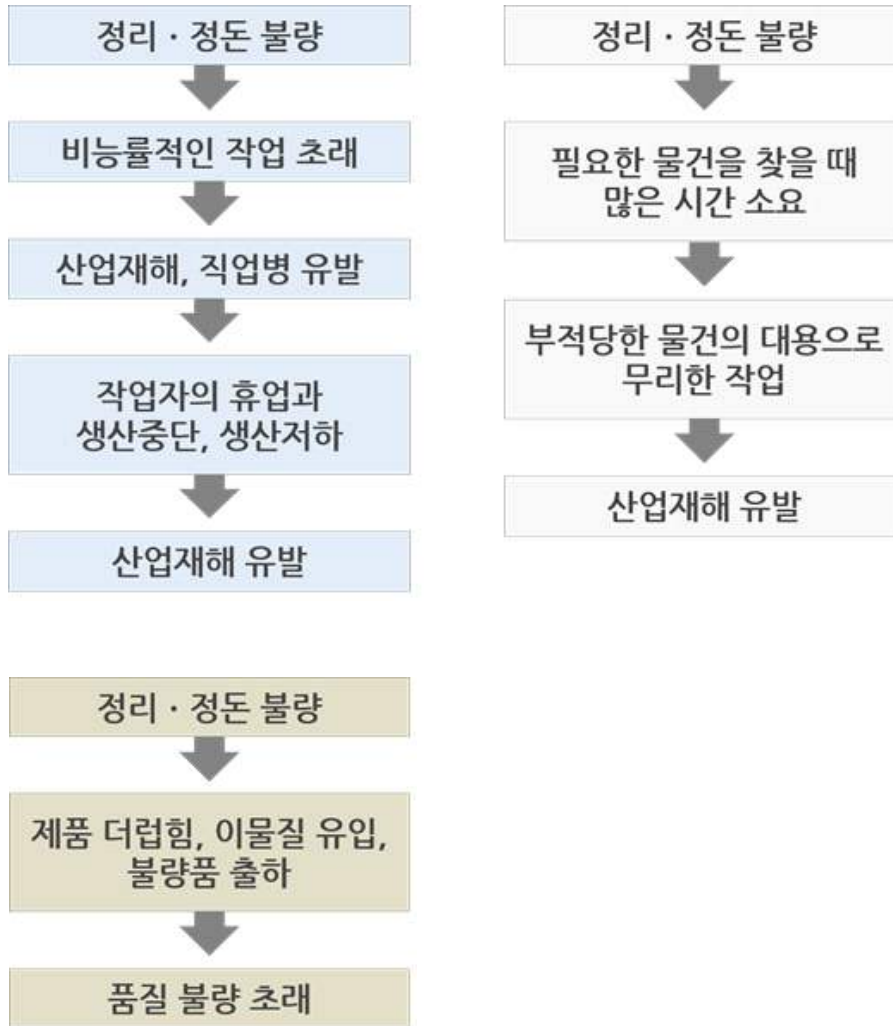 정리 · 정돈 불량
비능률적인 작업 초래
산업재해, 직업병 유발
작업자의 휴업과
생산중단, 생산저하
산업재해 유발
정리 · 정돈 불량
필요한 물건을 찾을 때
많은 시간 소요
부적당한 물건의 대용으로
무리한 작업
산업재해 유발
정리 · 정돈 불량
제품 더럽힘, 이물질 유입,
불량품 출하
품질 불량 초래